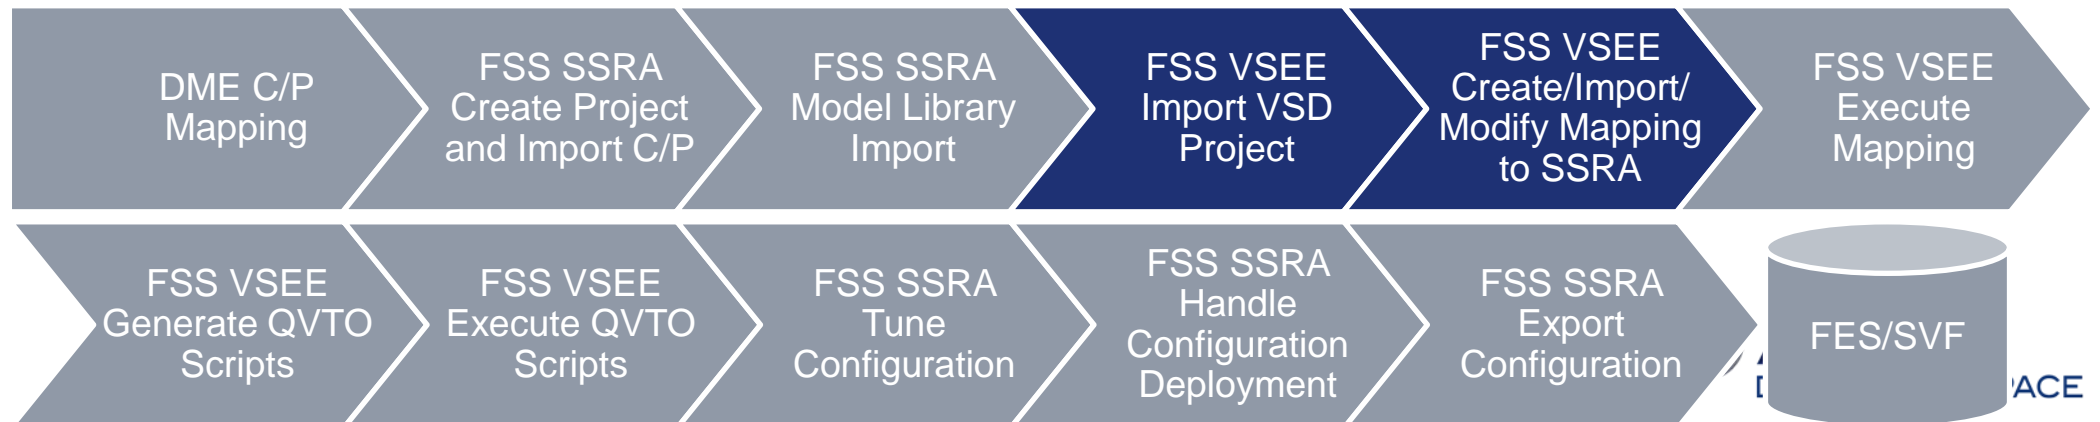 DME C/P
Mapping
FSS SSRA
Create Project
and Import C/P
FSS SSRA
Model Library
Import
FSS VSEE
Import VSD
Project
FSS VSEE
Create/Import/
Modify Mapping
to SSRA
FSS VSEE
Execute
Mapping
FSS VSEE
Generate QVTO
Scripts
FSS VSEE
Execute QVTO
Scripts
FSS SSRA
Tune
Configuration
FSS SSRA
Handle
Configuration
Deployment
FSS SSRA
Export
Configuration
FES/SVF